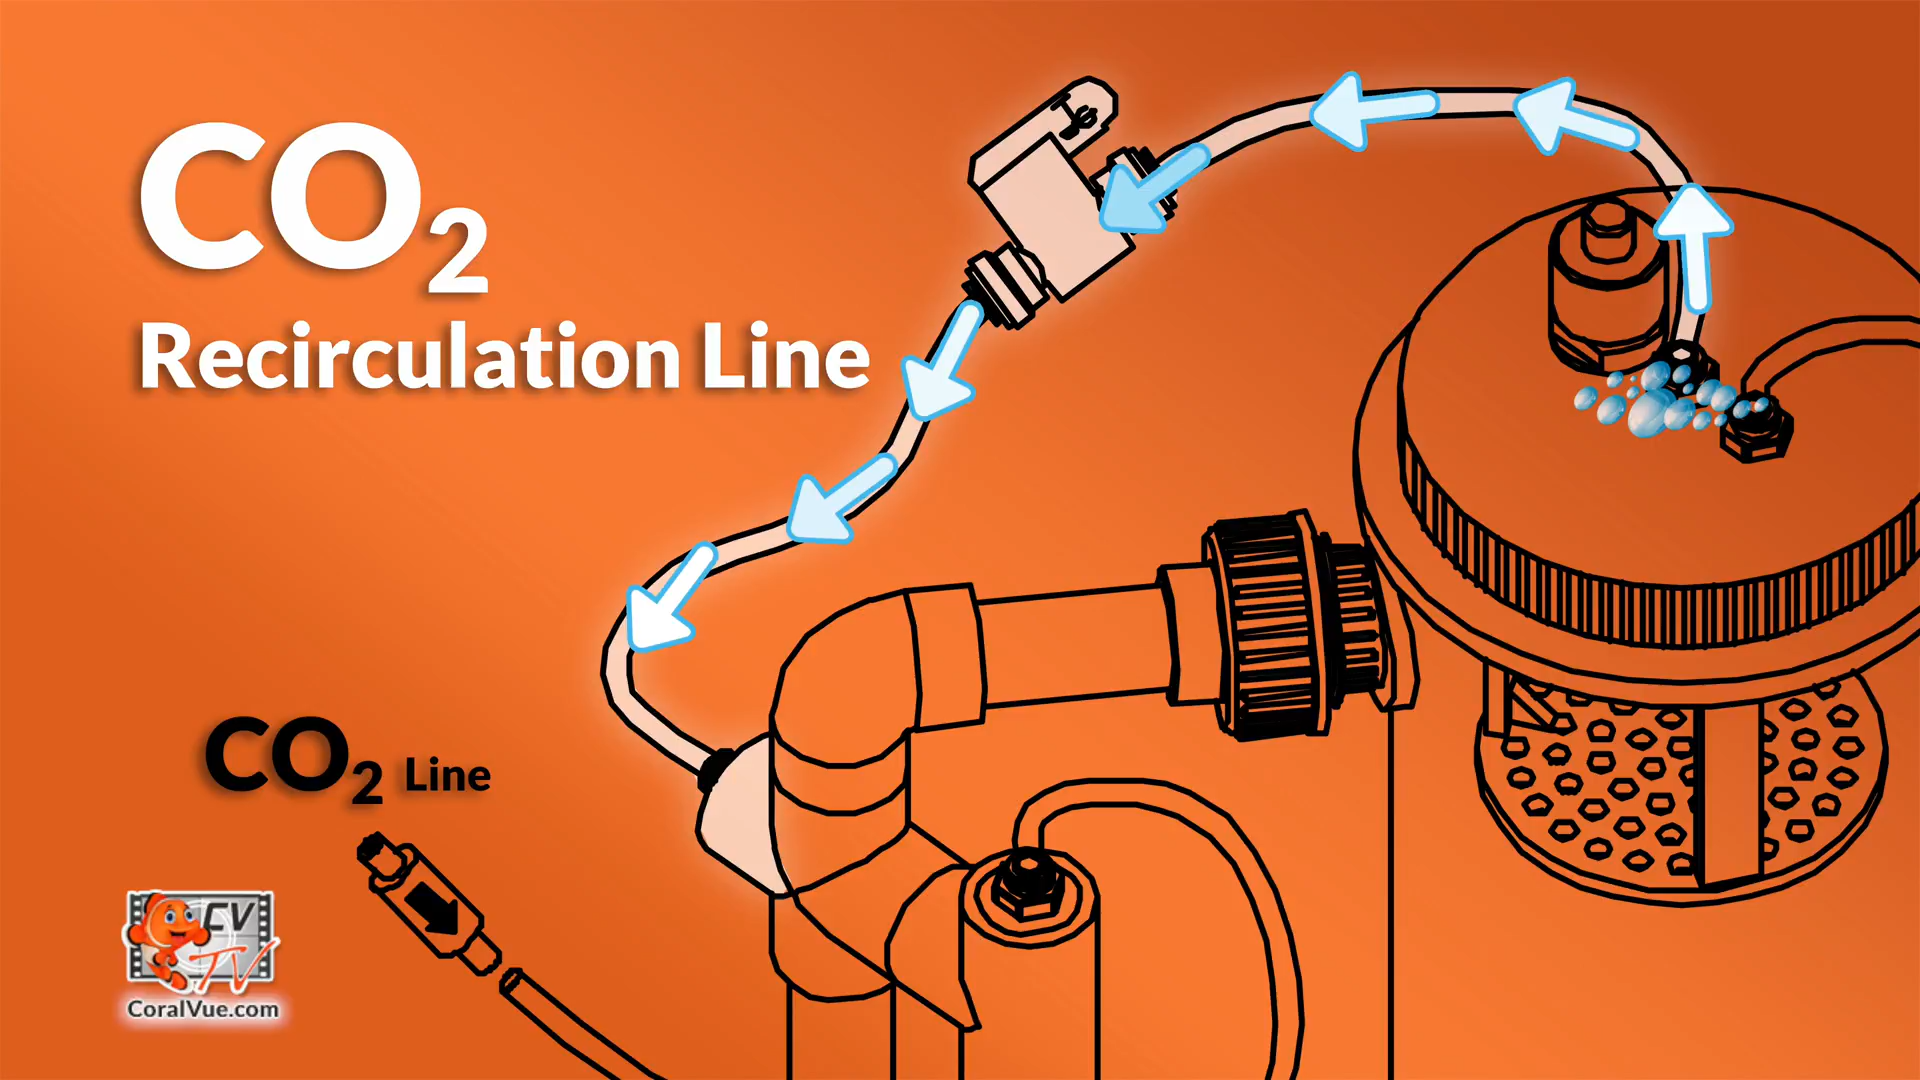 CO₂
Recirculation Line
CO₂ Line
CV
TV
CoralVue.com